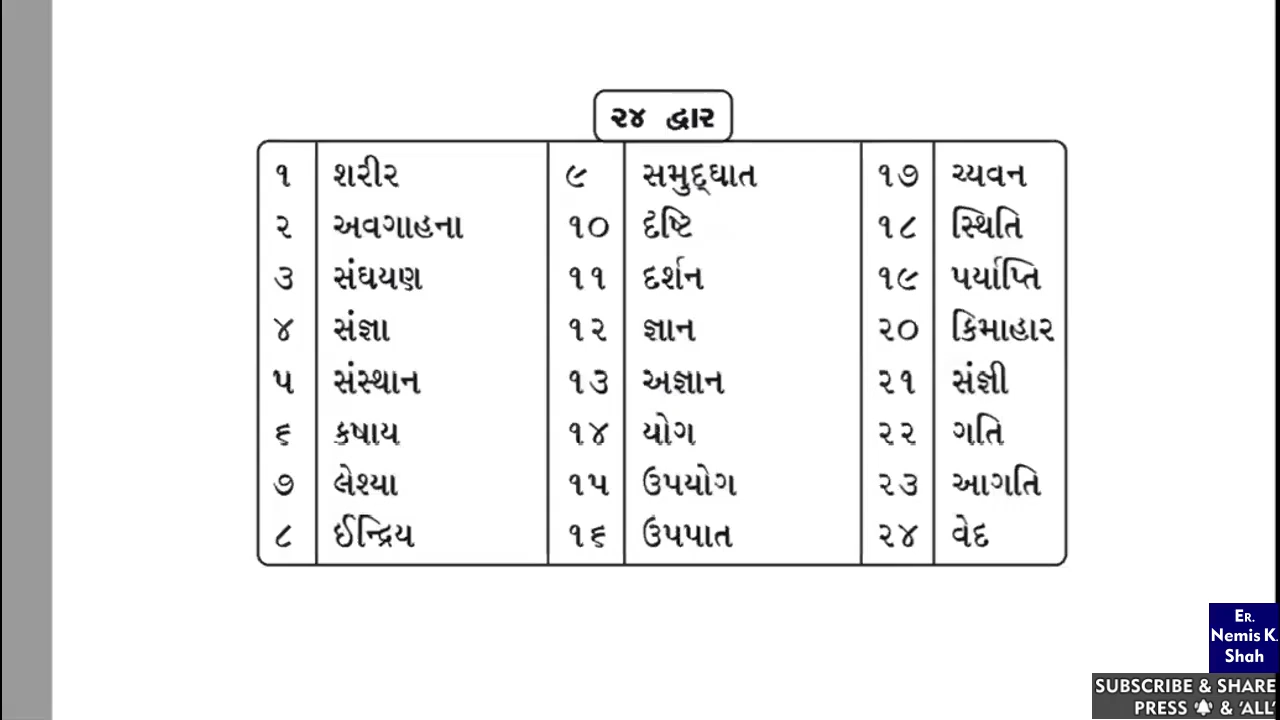 ૨૪ દ્વાર
૧ શરીર ૯ સમુદ્ઘાત ૧૭ ચ્યવન
૨ અવગાહના ૧૦ દૃષ્ટિ ૧૮ સ્થિતિ
૩ સંઘયણ ૧૧ દર્શન ૧૯ પર્યાપ્તિ
૪ સંજ્ઞા ૧૨ જ્ઞાન ૨૦ કિમાહાર
૫ સંસ્થાન ૧૩ અજ્ઞાન ૨૧ સંજ્ઞી
૬ કષાય ૧૪ યોગ ૨૨ ગતિ
૭ લેશ્યા ૧૫ ઉપયોગ ૨૩ આગતિ
૮ ઈન્દ્રિય ૧૬ ઉપપાત ૨૪ વેદ
ER.
Nemis K.
Shah
SUBSCRIBE & SHARE
PRESS 🔔 & 'ALL'